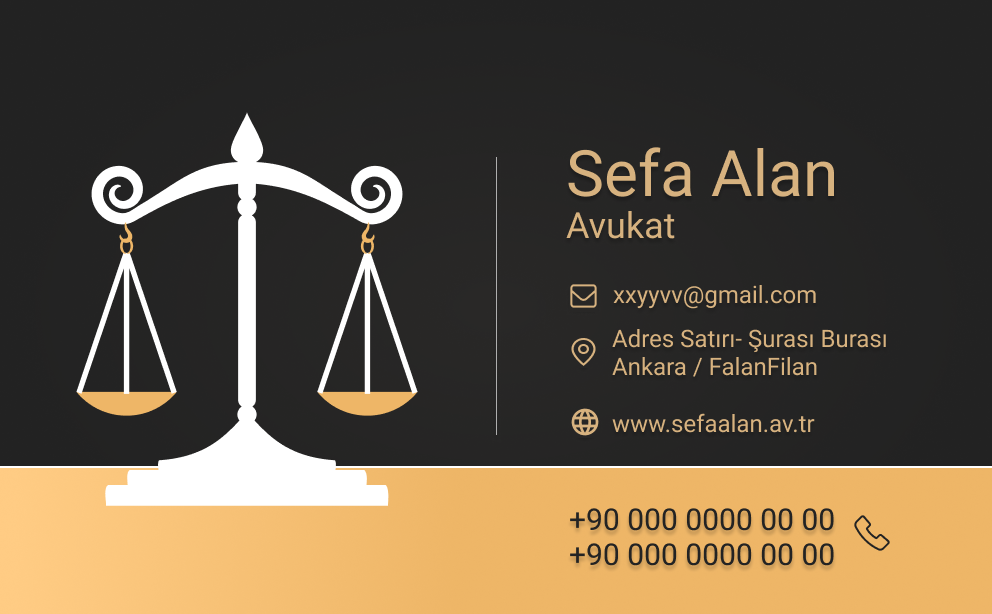 Sefa Alan
Avukat
xxyyvv@gmail.com
Adres Satırı- Şurası Burası
Ankara / FalanFilan
www.sefaalan.av.tr
+90 000 0000 00 00
+90 000 0000 00 00